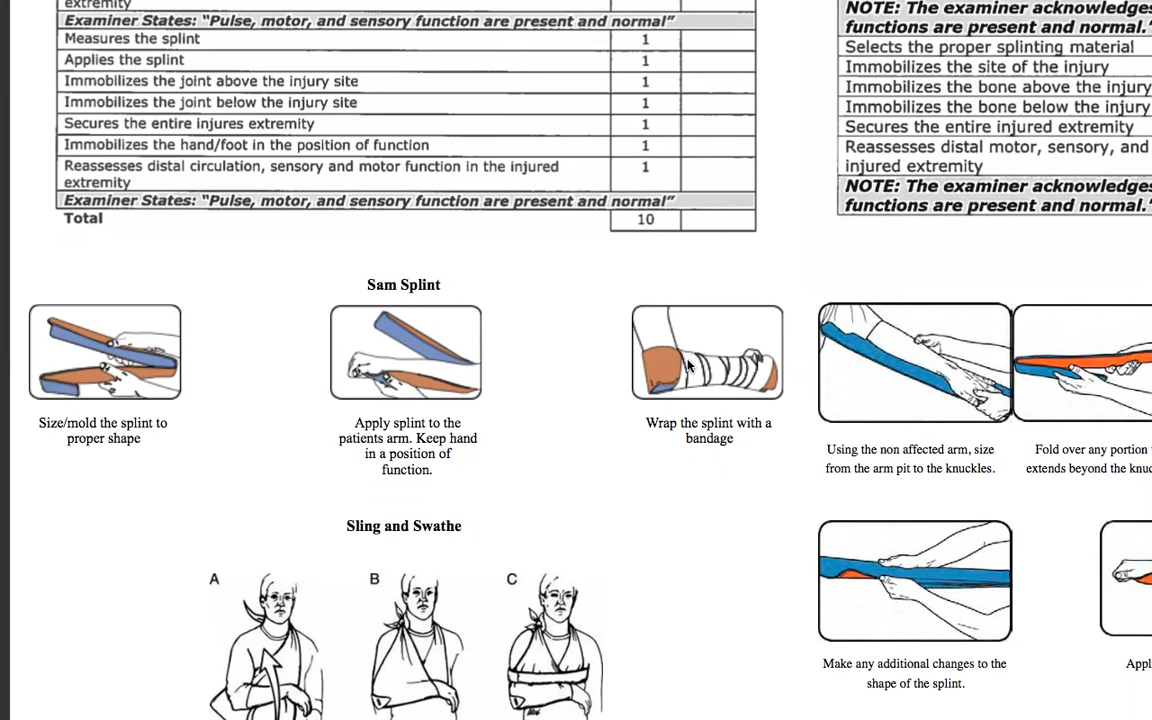 extremity
Examiner States: "Pulse, motor, and sensory function are present and normal"
Measures the splint 1
Applies the splint 1
Immobilizes the joint above the injury site 1
Immobilizes the joint below the injury site 1
Secures the entire injures extremity 1
Immobilizes the hand/foot in the position of function 1
Reassesses distal circulation, sensory and motor function in the injured 1
extremity
Examiner States: "Pulse, motor, and sensory function are present and normal"
Total 10
NOTE: The examiner acknowledges
functions are present and normal."
Selects the proper splinting material
Immobilizes the site of the injury
Immobilizes the bone above the injury
Immobilizes the bone below the injury
Secures the entire injured extremity
Reassesses distal motor, sensory, and
injured extremity
NOTE: The examiner acknowledges
functions are present and normal."
Sam Splint
Size/mold the splint to
proper shape
Apply splint to the
patients arm. Keep hand
in a position of
function.
Wrap the splint with a
bandage
Using the non affected arm, size
from the arm pit to the knuckles.
Fold over any portion
extends beyond the knuc
Sling and Swathe
A
B
C
Make any additional changes to the
shape of the splint.
Appl